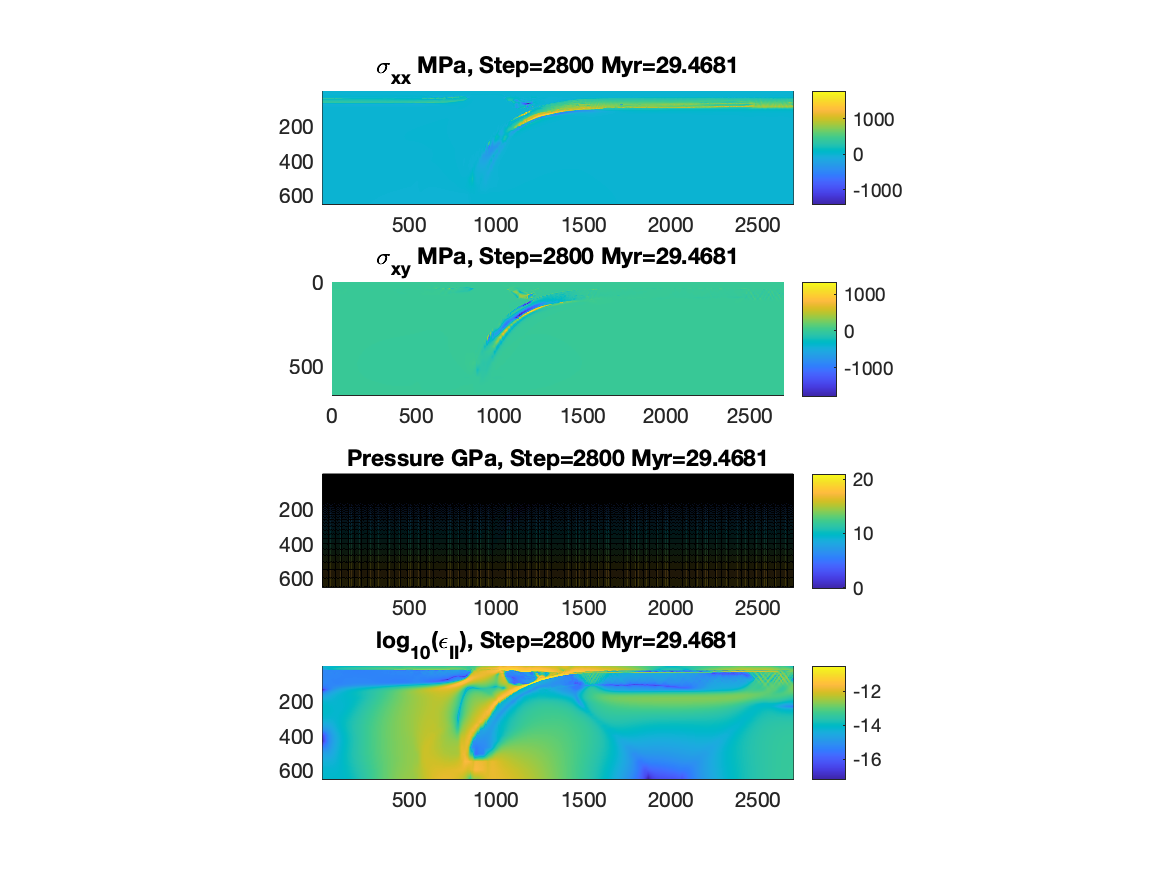 σxx MPa, Step=2800 Myr=29.4681
200
400
600
500 1000 1500 2000 2500
1000
0
-1000
σxy MPa, Step=2800 Myr=29.4681
0
500
0 500 1000 1500 2000 2500
1000
0
-1000
Pressure GPa, Step=2800 Myr=29.4681
200
400
600
500 1000 1500 2000 2500
20
10
0
log10(ϵII), Step=2800 Myr=29.4681
200
400
600
500 1000 1500 2000 2500
-12
-14
-16